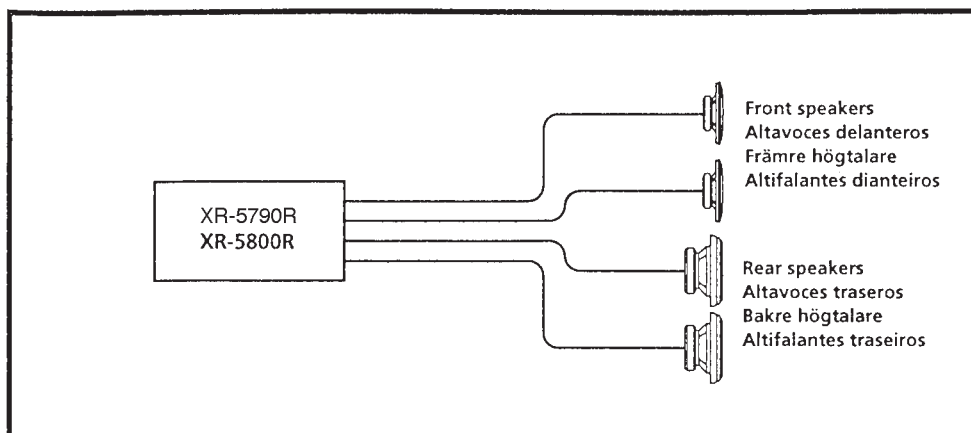 XR-5790R
XR-5800R
Front speakers
Altavoces delanteros
Främre högtalare
Altifalantes dianteiros
Rear speakers
Altavoces traseros
Bakre högtalare
Altifalantes traseiros